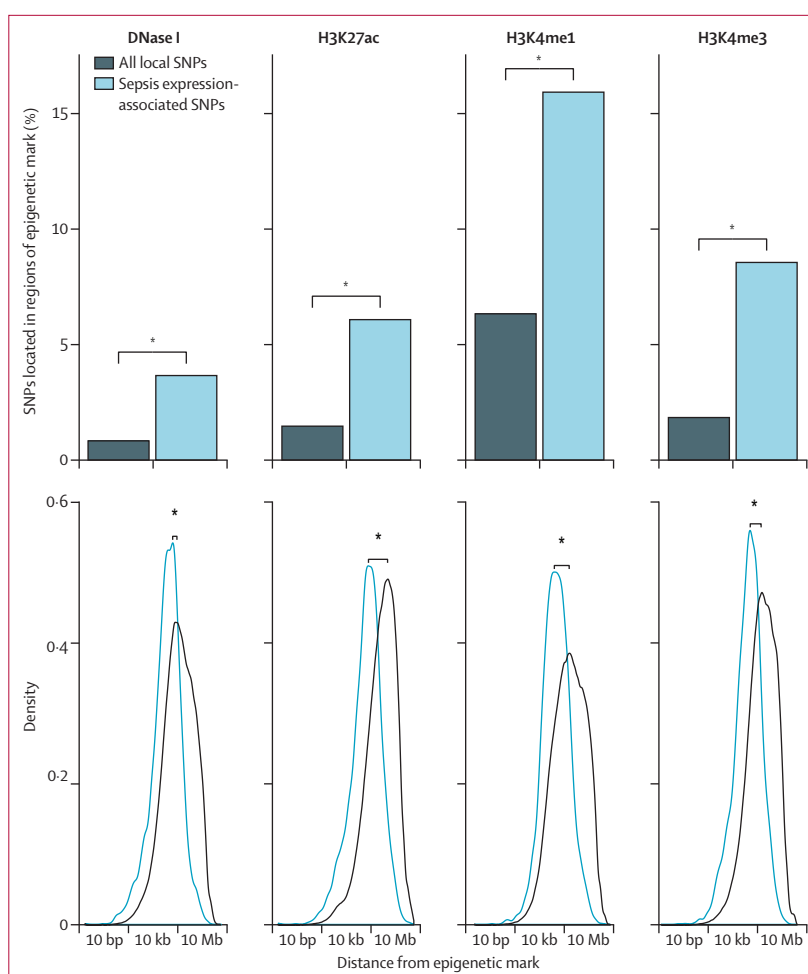 DNase I
H3K27ac
H3K4me1
H3K4me3
All local SNPs
Sepsis expression-
associated SNPs
SNPs located in regions of epigenetic mark (%)
15
10
5
0
*
*
*
*
Density
0·6
0·4
0·2
0
*
*
*
*
10 bp 10 kb 10 Mb
10 bp 10 kb 10 Mb
10 bp 10 kb 10 Mb
10 bp 10 kb 10 Mb
Distance from epigenetic mark